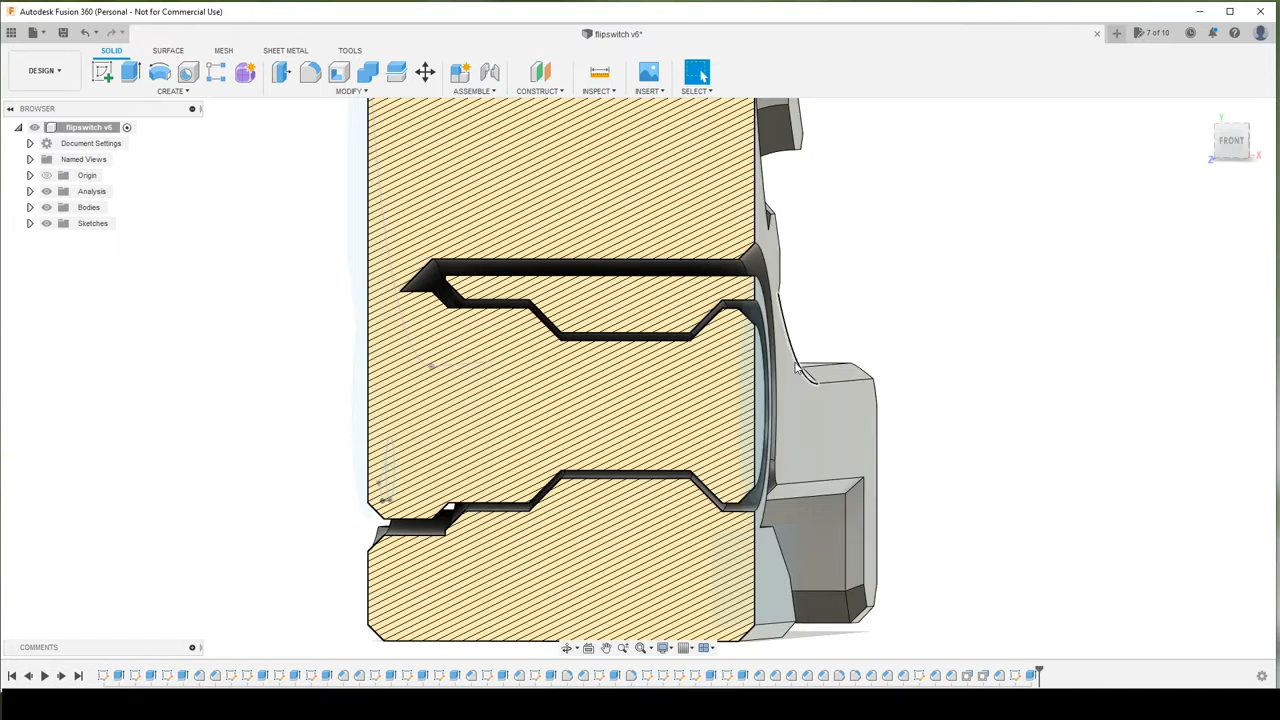 Autodesk Fusion 360 (Personal - Not for Commercial Use)
flipswitch v6*
7 of 10
SOLID SURFACE MESH SHEET METAL TOOLS
DESIGN
CREATE MODIFY ASSEMBLE CONSTRUCT INSPECT INSERT SELECT
BROWSER
flipswitch v6
Document Settings
Named Views
Origin
Analysis
Bodies
Sketches
Y
FRONT
X
Z
COMMENTS